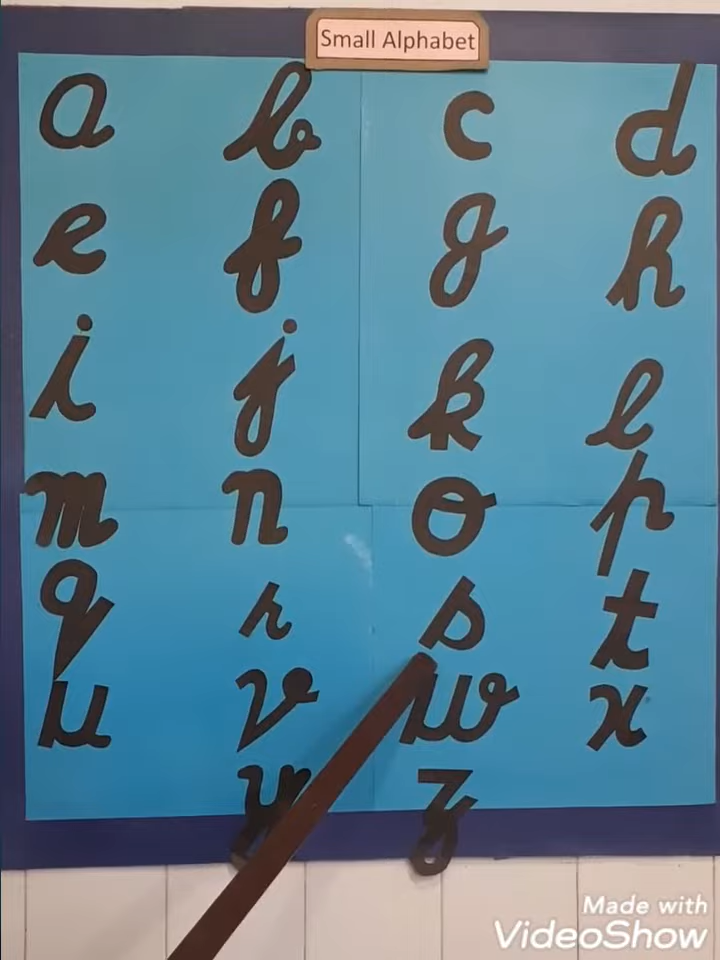 Small Alphabet
a b c d
e f g h
i j k l
m n o p
q r s t
u v w x
y z
Made with
VideoShow